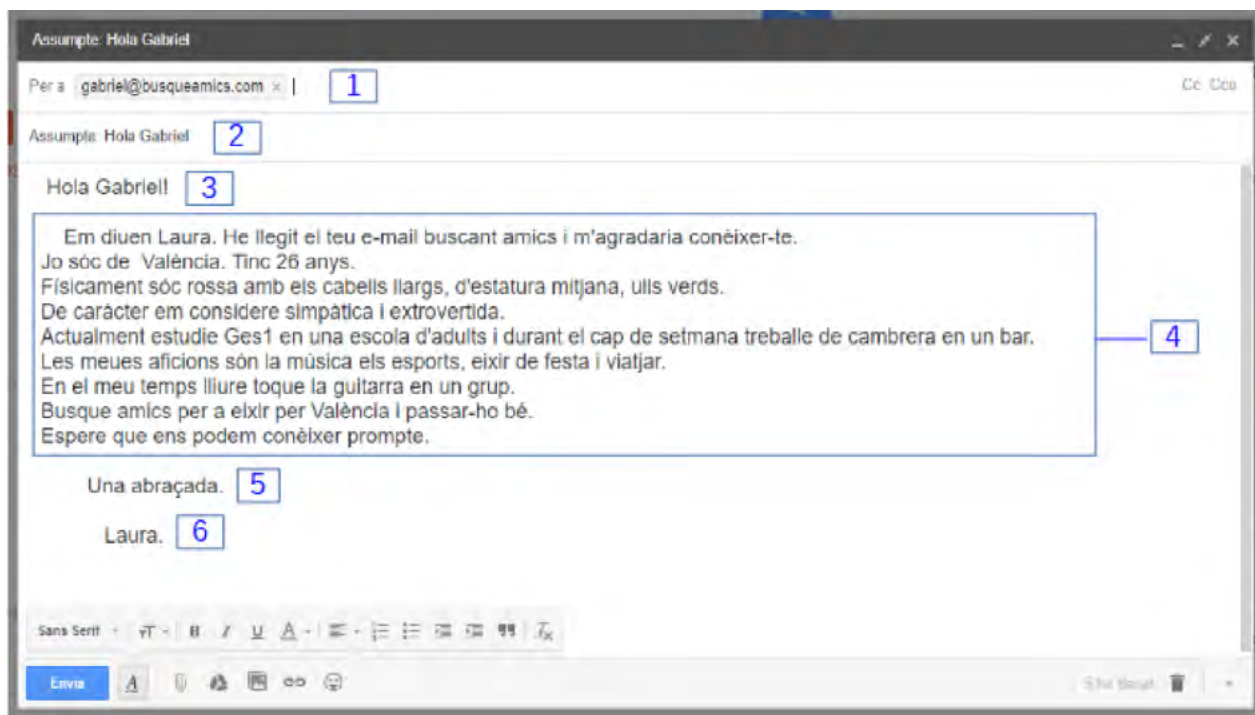 Assumpte: Hola Gabriel
Per a gabriel@busqueamics.com × 1 Cc Cco
Assumpte: Hola Gabriel 2
Hola Gabriel! 3
Em diuen Laura. He llegit el teu e-mail buscant amics i m'agradaria conèixer-te.
Jo sóc de València. Tinc 26 anys.
Físicament sóc rossa amb els cabells llargs, d'estatura mitjana, ulls verds.
De caràcter em considere simpàtica i extrovertida.
Actualment estudie Ges1 en una escola d'adults i durant el cap de setmana treballe de cambrera en un bar.
4
Les meues aficions són la música els esports, eixir de festa i viatjar.
En el meu temps lliure toque la guitarra en un grup.
Busque amics per a eixir per València i passar-ho bé.
Espere que ens podem conèixer prompte.
Una abraçada. 5
Laura. 6
Sans Serif B I U A
Envia A